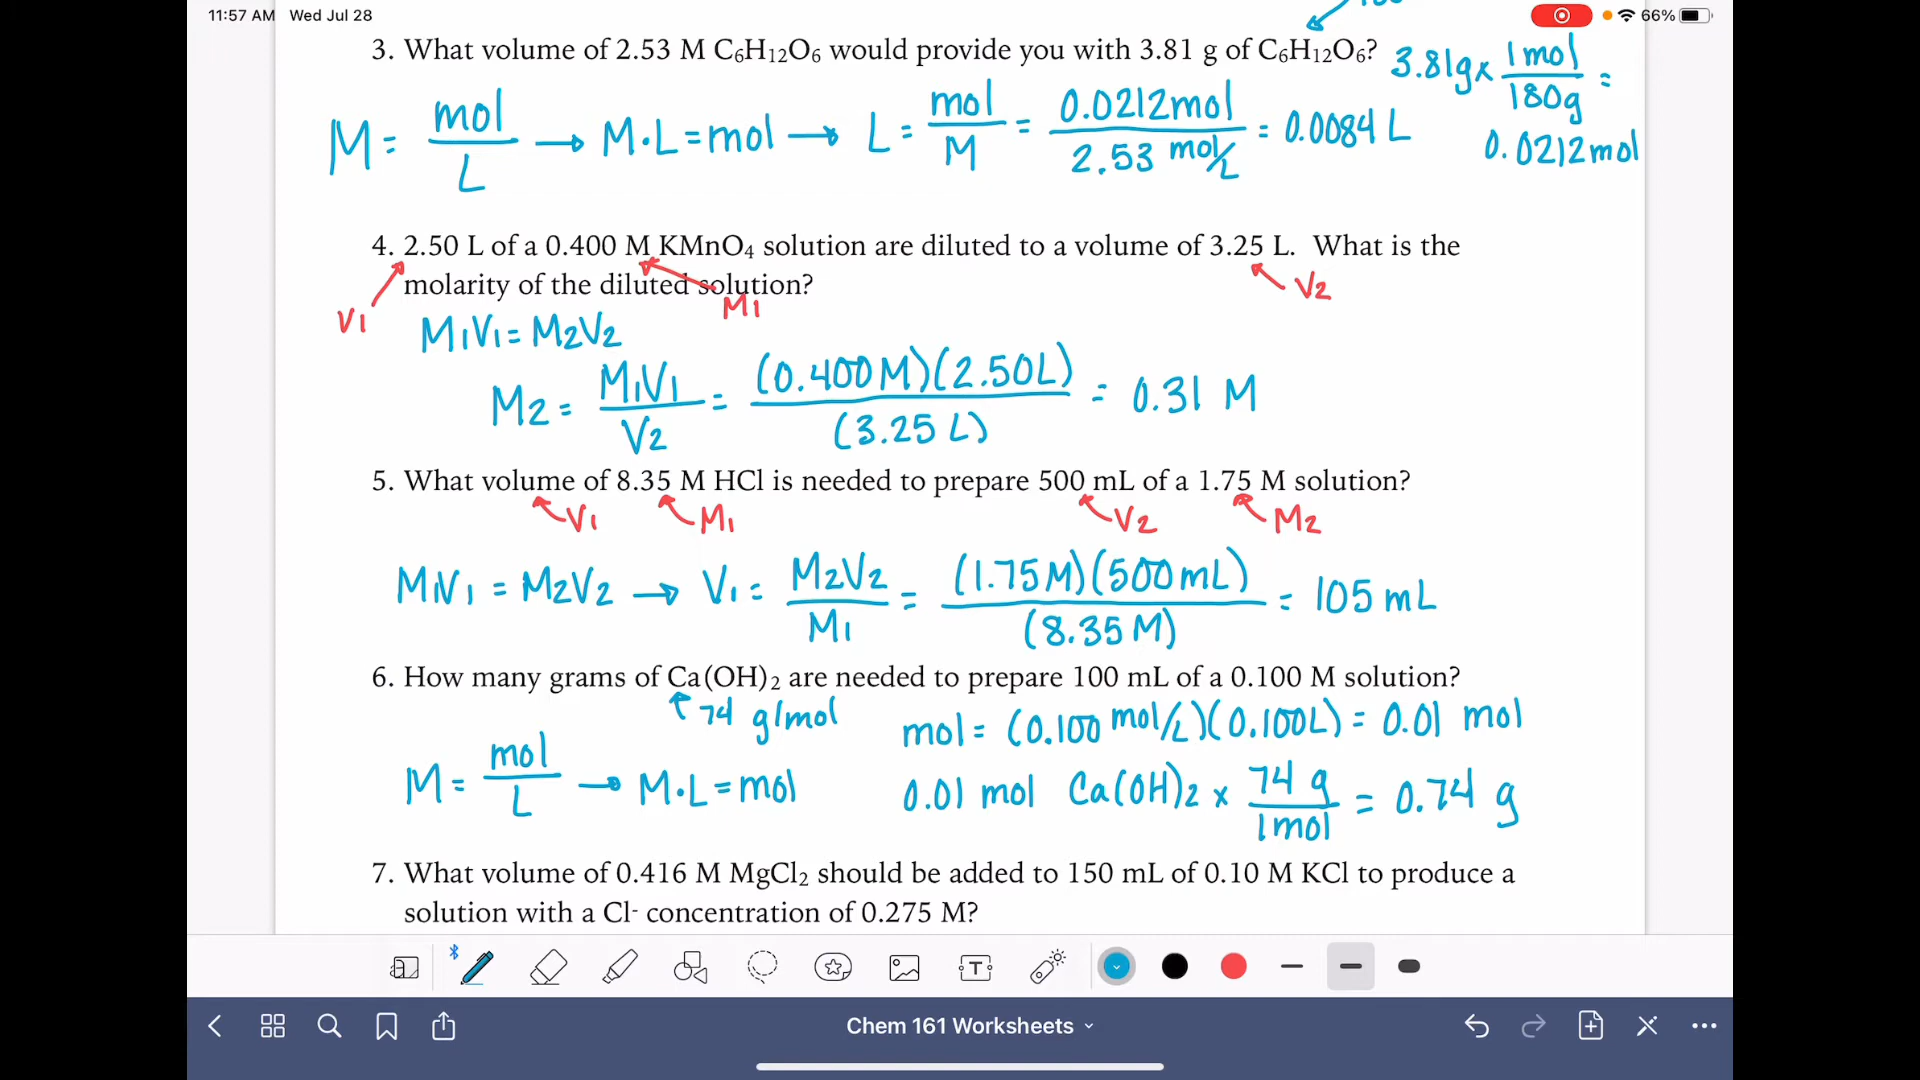 11:57 AM Wed Jul 28
66%
3. What volume of 2.53 M C₆H₁₂O₆ would provide you with 3.81 g of C₆H₁₂O₆?
3.81g x 1 mol / 180g =
0.0212 mol
M = mol / L → M·L = mol → L = mol / M = 0.0212 mol / 2.53 mol/L = 0.0084 L
4. 2.50 L of a 0.400 M KMnO₄ solution are diluted to a volume of 3.25 L. What is the
molarity of the diluted solution?
V1 M1 V2
M1V1 = M2V2
M2 = M1V1 / V2 = (0.400 M)(2.50 L) / (3.25 L) = 0.31 M
5. What volume of 8.35 M HCl is needed to prepare 500 mL of a 1.75 M solution?
V1 M1 V2 M2
M1V1 = M2V2 → V1 = M2V2 / M1 = (1.75 M)(500 mL) / (8.35 M) = 105 mL
6. How many grams of Ca(OH)₂ are needed to prepare 100 mL of a 0.100 M solution?
74 g/mol
mol = (0.100 mol/L)(0.100L) = 0.01 mol
M = mol / L → M·L = mol
0.01 mol Ca(OH)2 x 74 g / 1 mol = 0.74 g
7. What volume of 0.416 M MgCl₂ should be added to 150 mL of 0.10 M KCl to produce a
solution with a Cl⁻ concentration of 0.275 M?
Chem 161 Worksheets